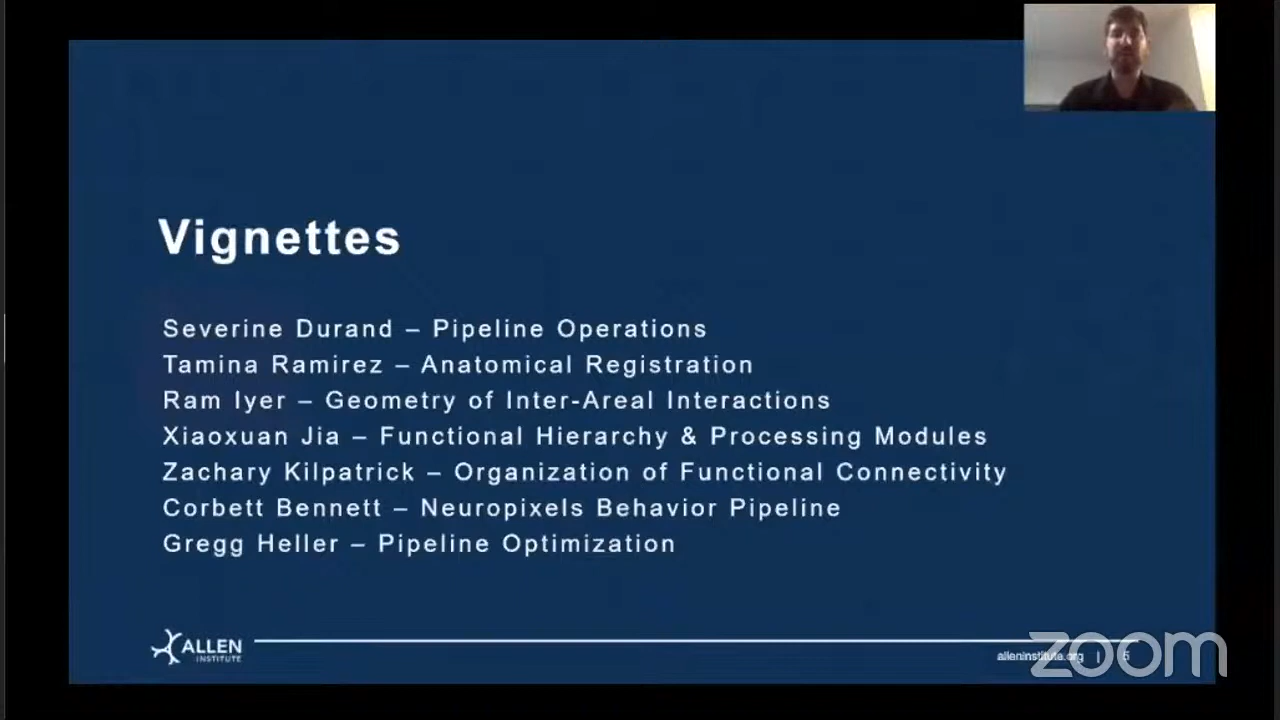 Vignettes
Severine Durand – Pipeline Operations
Tamina Ramirez – Anatomical Registration
Ram Iyer – Geometry of Inter-Areal Interactions
Xiaoxuan Jia – Functional Hierarchy & Processing Modules
Zachary Kilpatrick – Organization of Functional Connectivity
Corbett Bennett – Neuropixels Behavior Pipeline
Gregg Heller – Pipeline Optimization
ALLEN
INSTITUTE
alleninstitute.org | 5
zoom